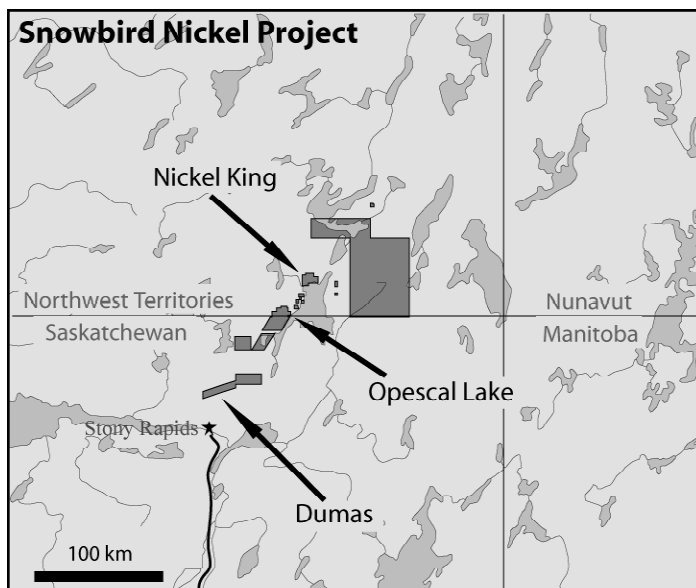 Snowbird Nickel Project
Nickel King
Northwest Territories
Nunavut
Saskatchewan
Manitoba
Opescal Lake
Stony Rapids
Dumas
100 km